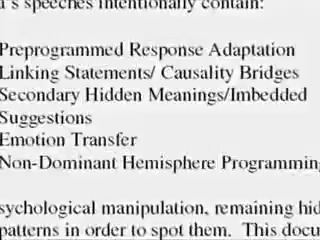 a's speeches intentionally contain:
Preprogrammed Response Adaptation
Linking Statements/ Causality Bridges
Secondary Hidden Meanings/Imbedded
Suggestions
Emotion Transfer
Non-Dominant Hemisphere Programming
sychological manipulation, remaining hid
patterns in order to spot them. This docu